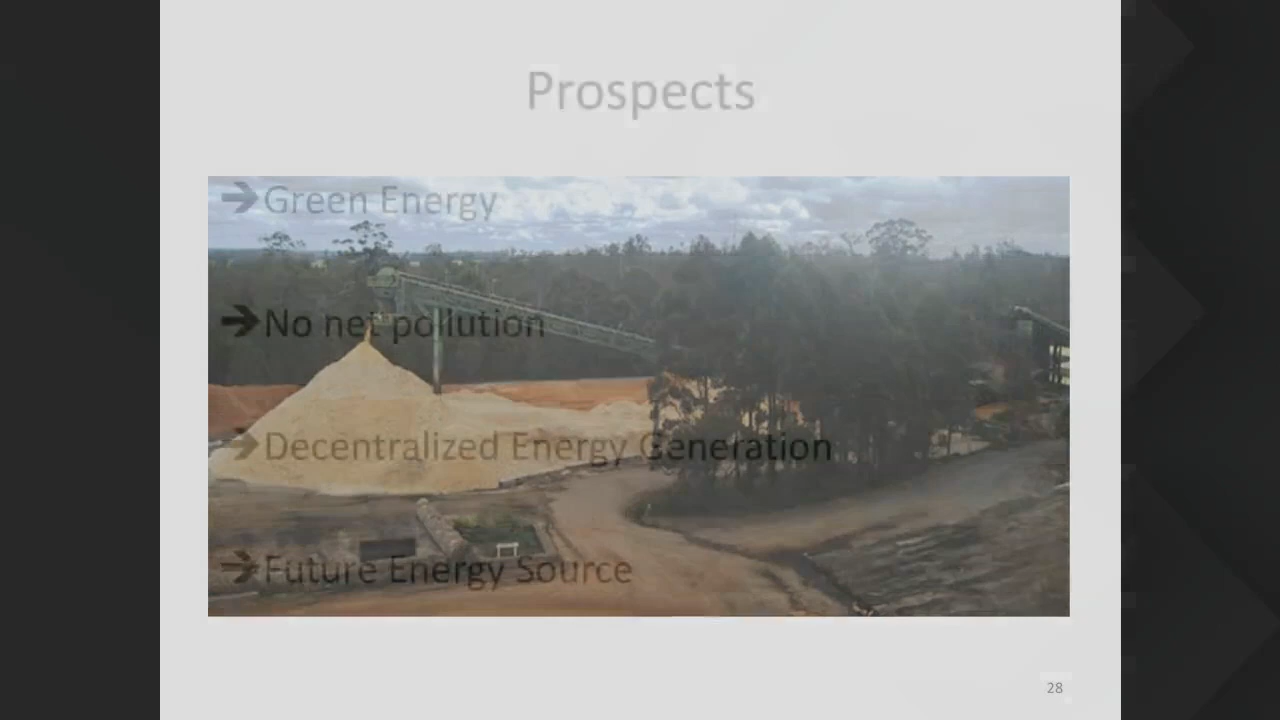 Prospects
➔Green Energy
➔No net pollution
➔Decentralized Energy Generation
➔Future Energy Source
28